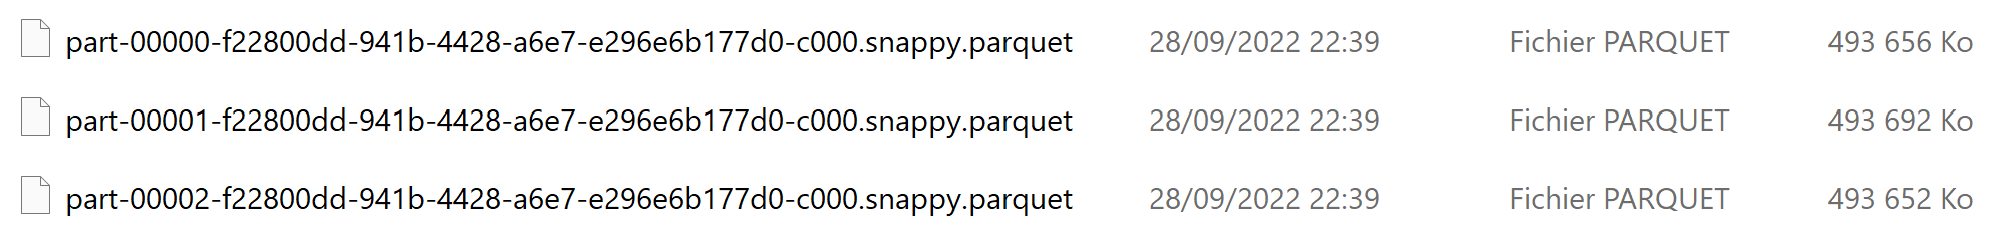 part-00000-f22800dd-941b-4428-a6e7-e296e6b177d0-c000.snappy.parquet 28/09/2022 22:39 Fichier PARQUET 493 656 Ko
part-00001-f22800dd-941b-4428-a6e7-e296e6b177d0-c000.snappy.parquet 28/09/2022 22:39 Fichier PARQUET 493 692 Ko
part-00002-f22800dd-941b-4428-a6e7-e296e6b177d0-c000.snappy.parquet 28/09/2022 22:39 Fichier PARQUET 493 652 Ko